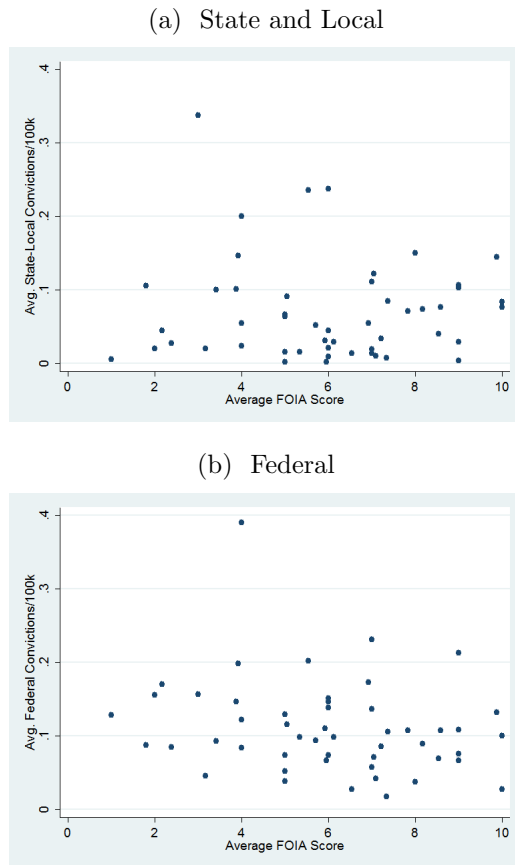 (a) State and Local
Avg. State-Local Convictions/100k
.4
.3
.2
.1
0
0 2 4 6 8 10
Average FOIA Score
(b) Federal
Avg. Federal Convictions/100k
.4
.3
.2
.1
0
0 2 4 6 8 10
Average FOIA Score